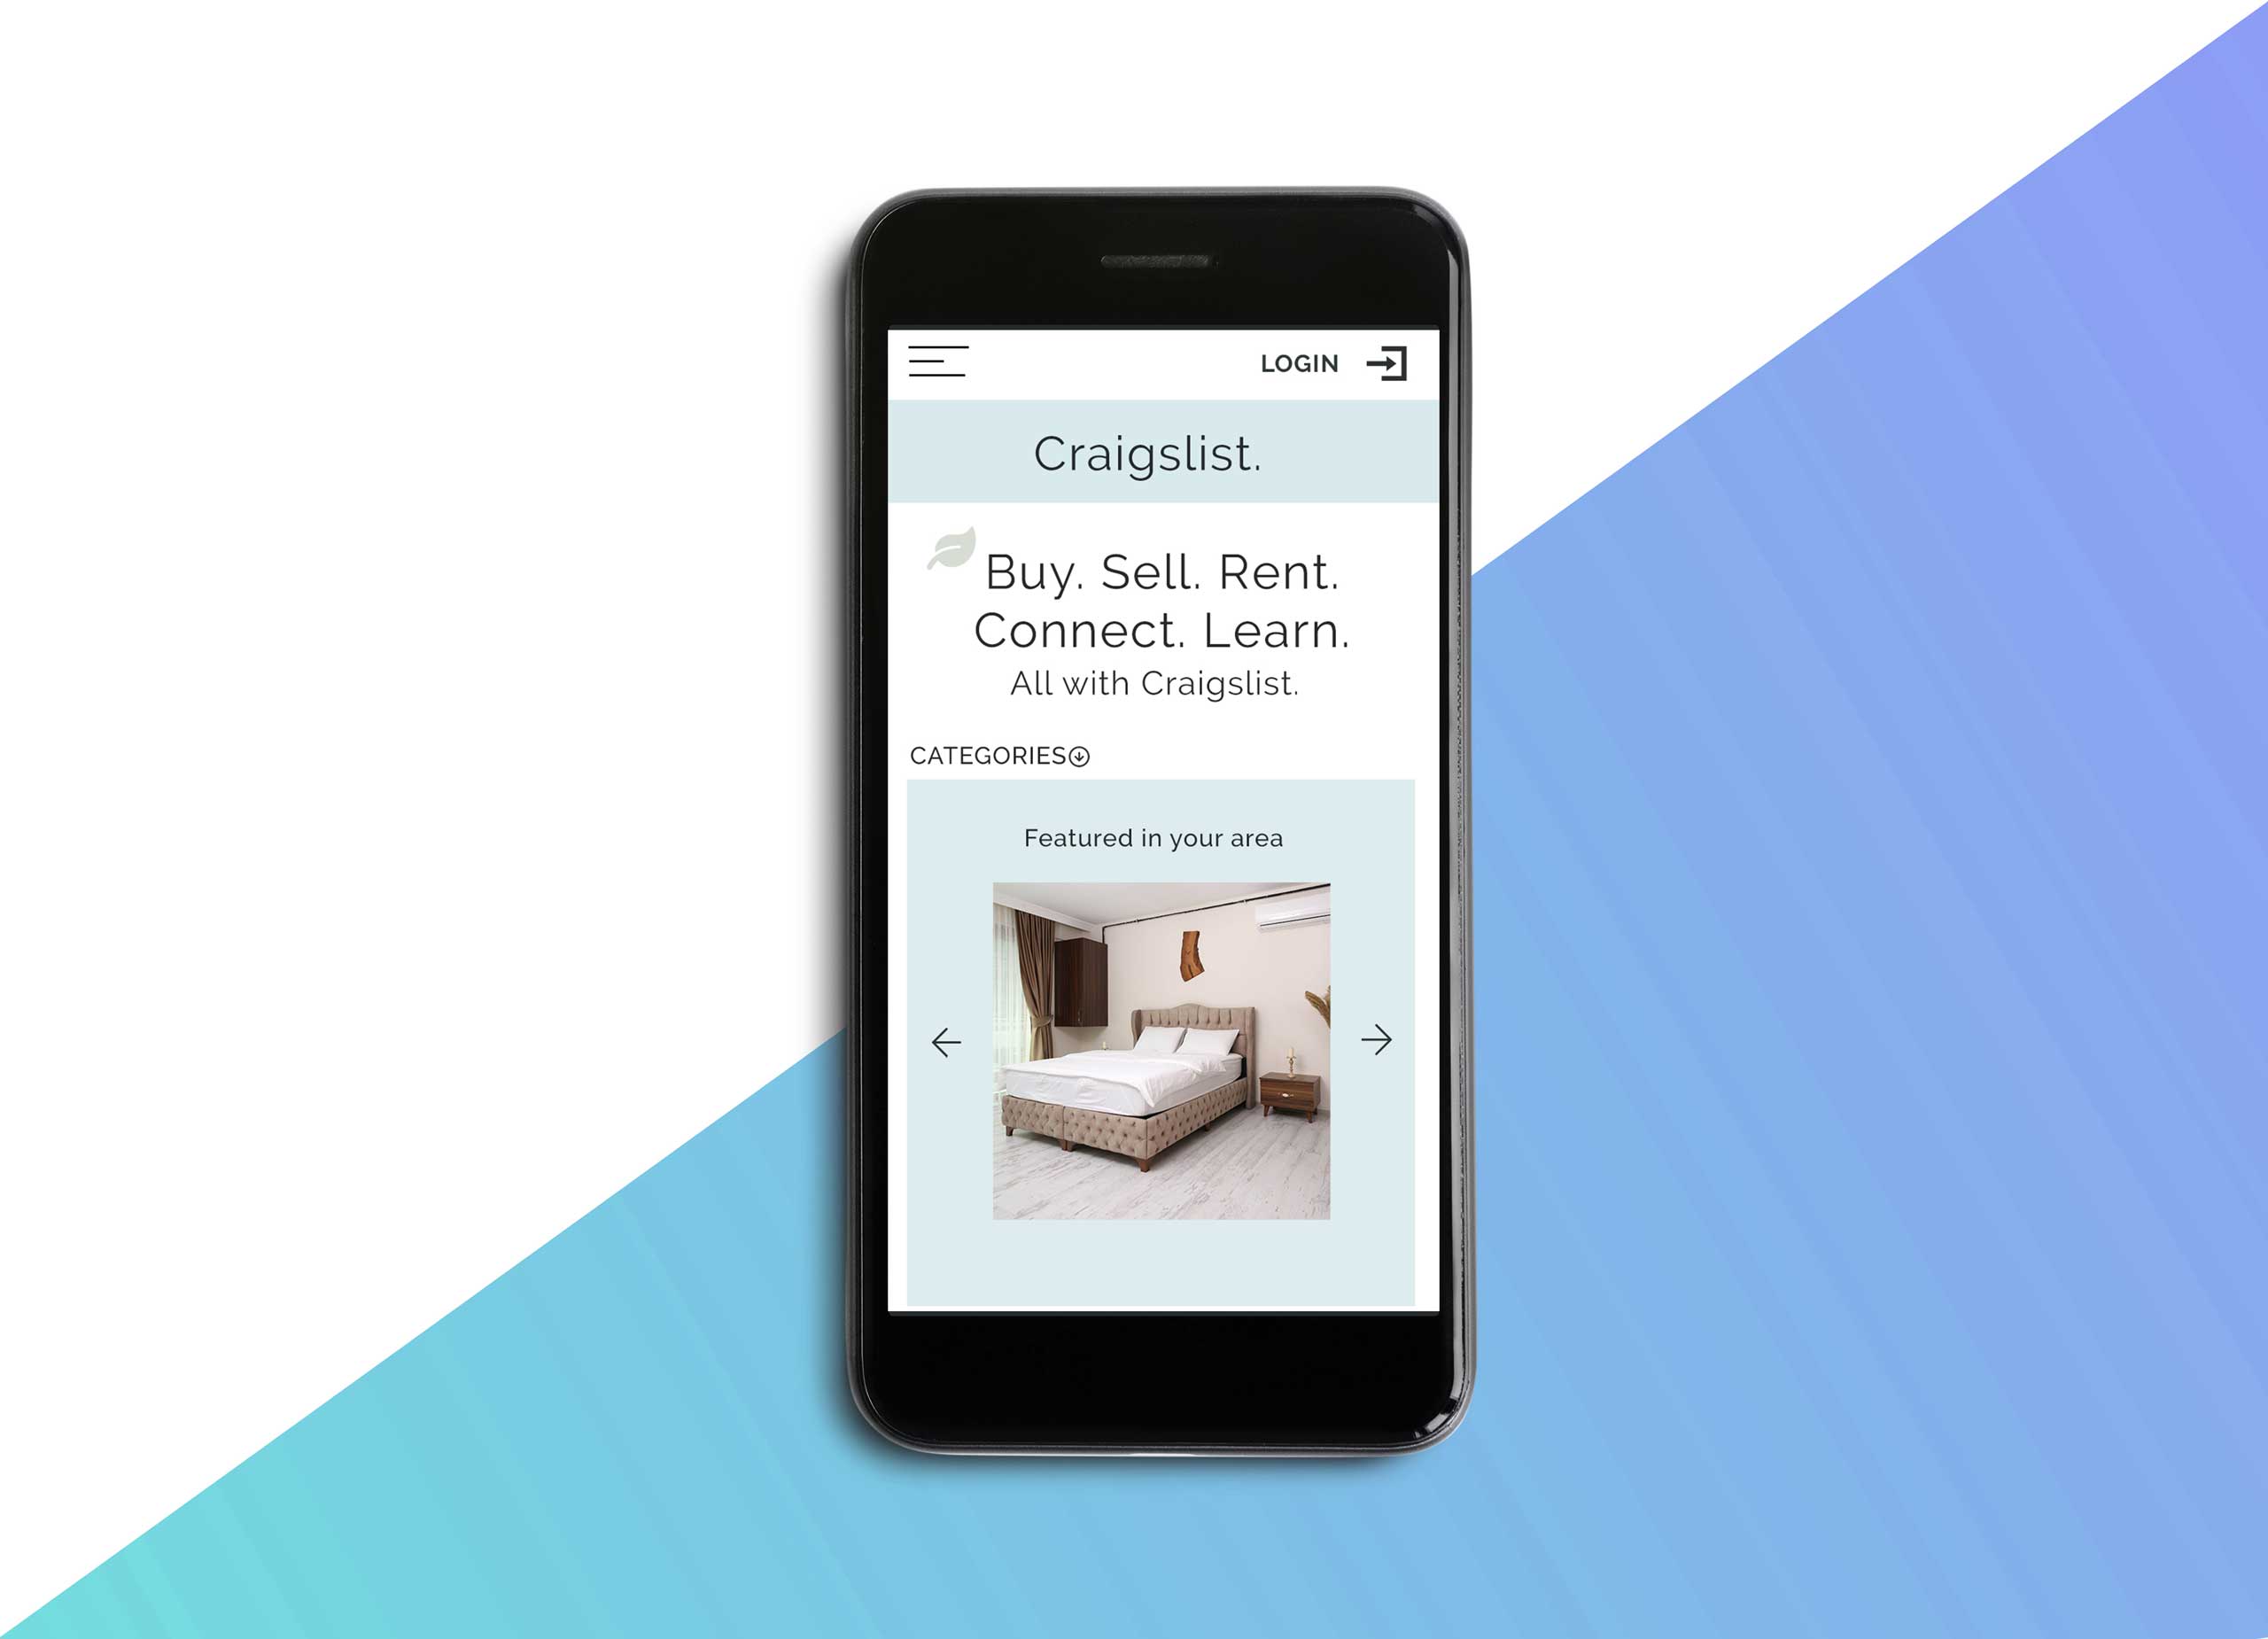 LOGIN
Craigslist.
Buy. Sell. Rent.
Connect. Learn.
All with Craigslist.
CATEGORIES
Featured in your area